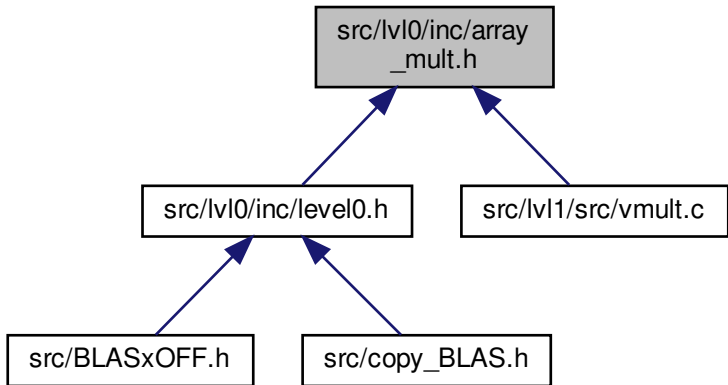 src/lvl0/inc/array
_mult.h
src/lvl0/inc/level0.h
src/lvl1/src/vmult.c
src/BLASxOFF.h
src/copy_BLAS.h